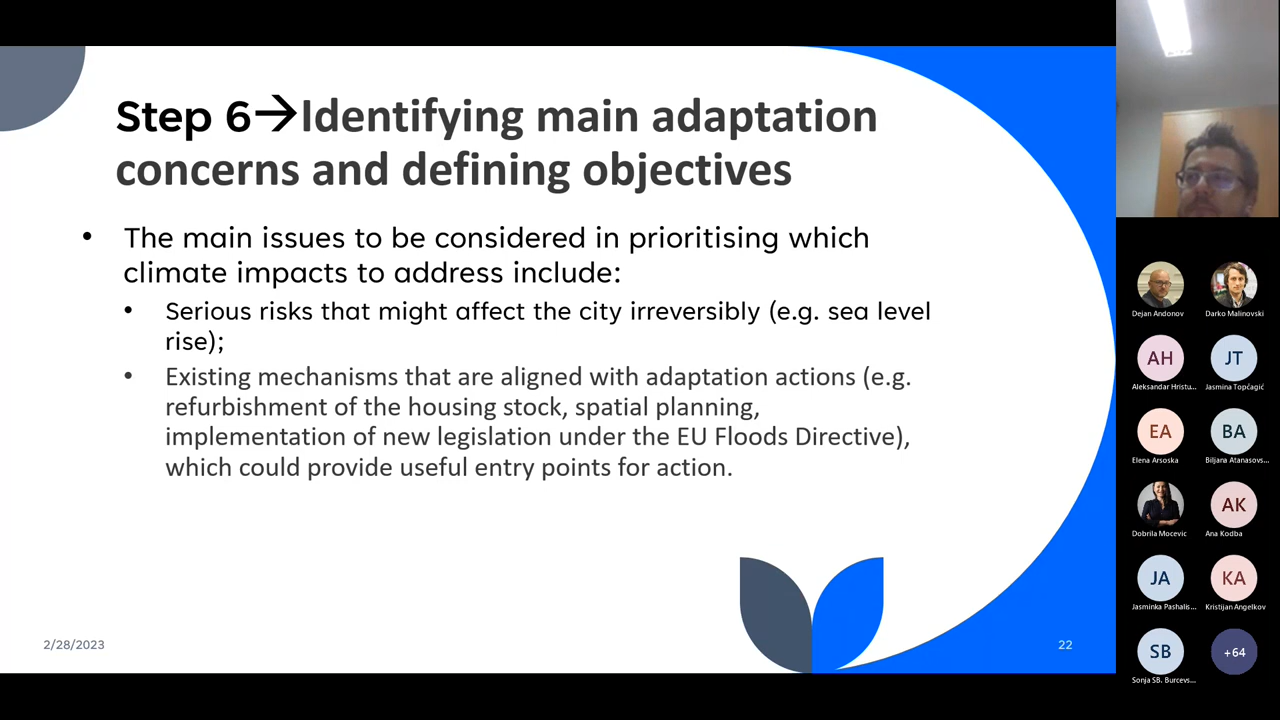 Step 6→Identifying main adaptation
concerns and defining objectives
• The main issues to be considered in prioritising which
climate impacts to address include:
• Serious risks that might affect the city irreversibly (e.g. sea level
rise);
• Existing mechanisms that are aligned with adaptation actions (e.g.
refurbishment of the housing stock, spatial planning,
implementation of new legislation under the EU Floods Directive),
which could provide useful entry points for action.
2/28/2023
22
Dejan Andonov
Darko Malinovski
AH
JT
Aleksandar Hristu...
Jasmina Topčagić
EA
BA
Elena Arsoska
Biljana Atanasovs...
AK
Dobrila Mocevic
Ana Kodba
JA
KA
Jasminka Pashalis...
Kristijan Angelkov
SB
+64
Sonja SB. Burcevs...